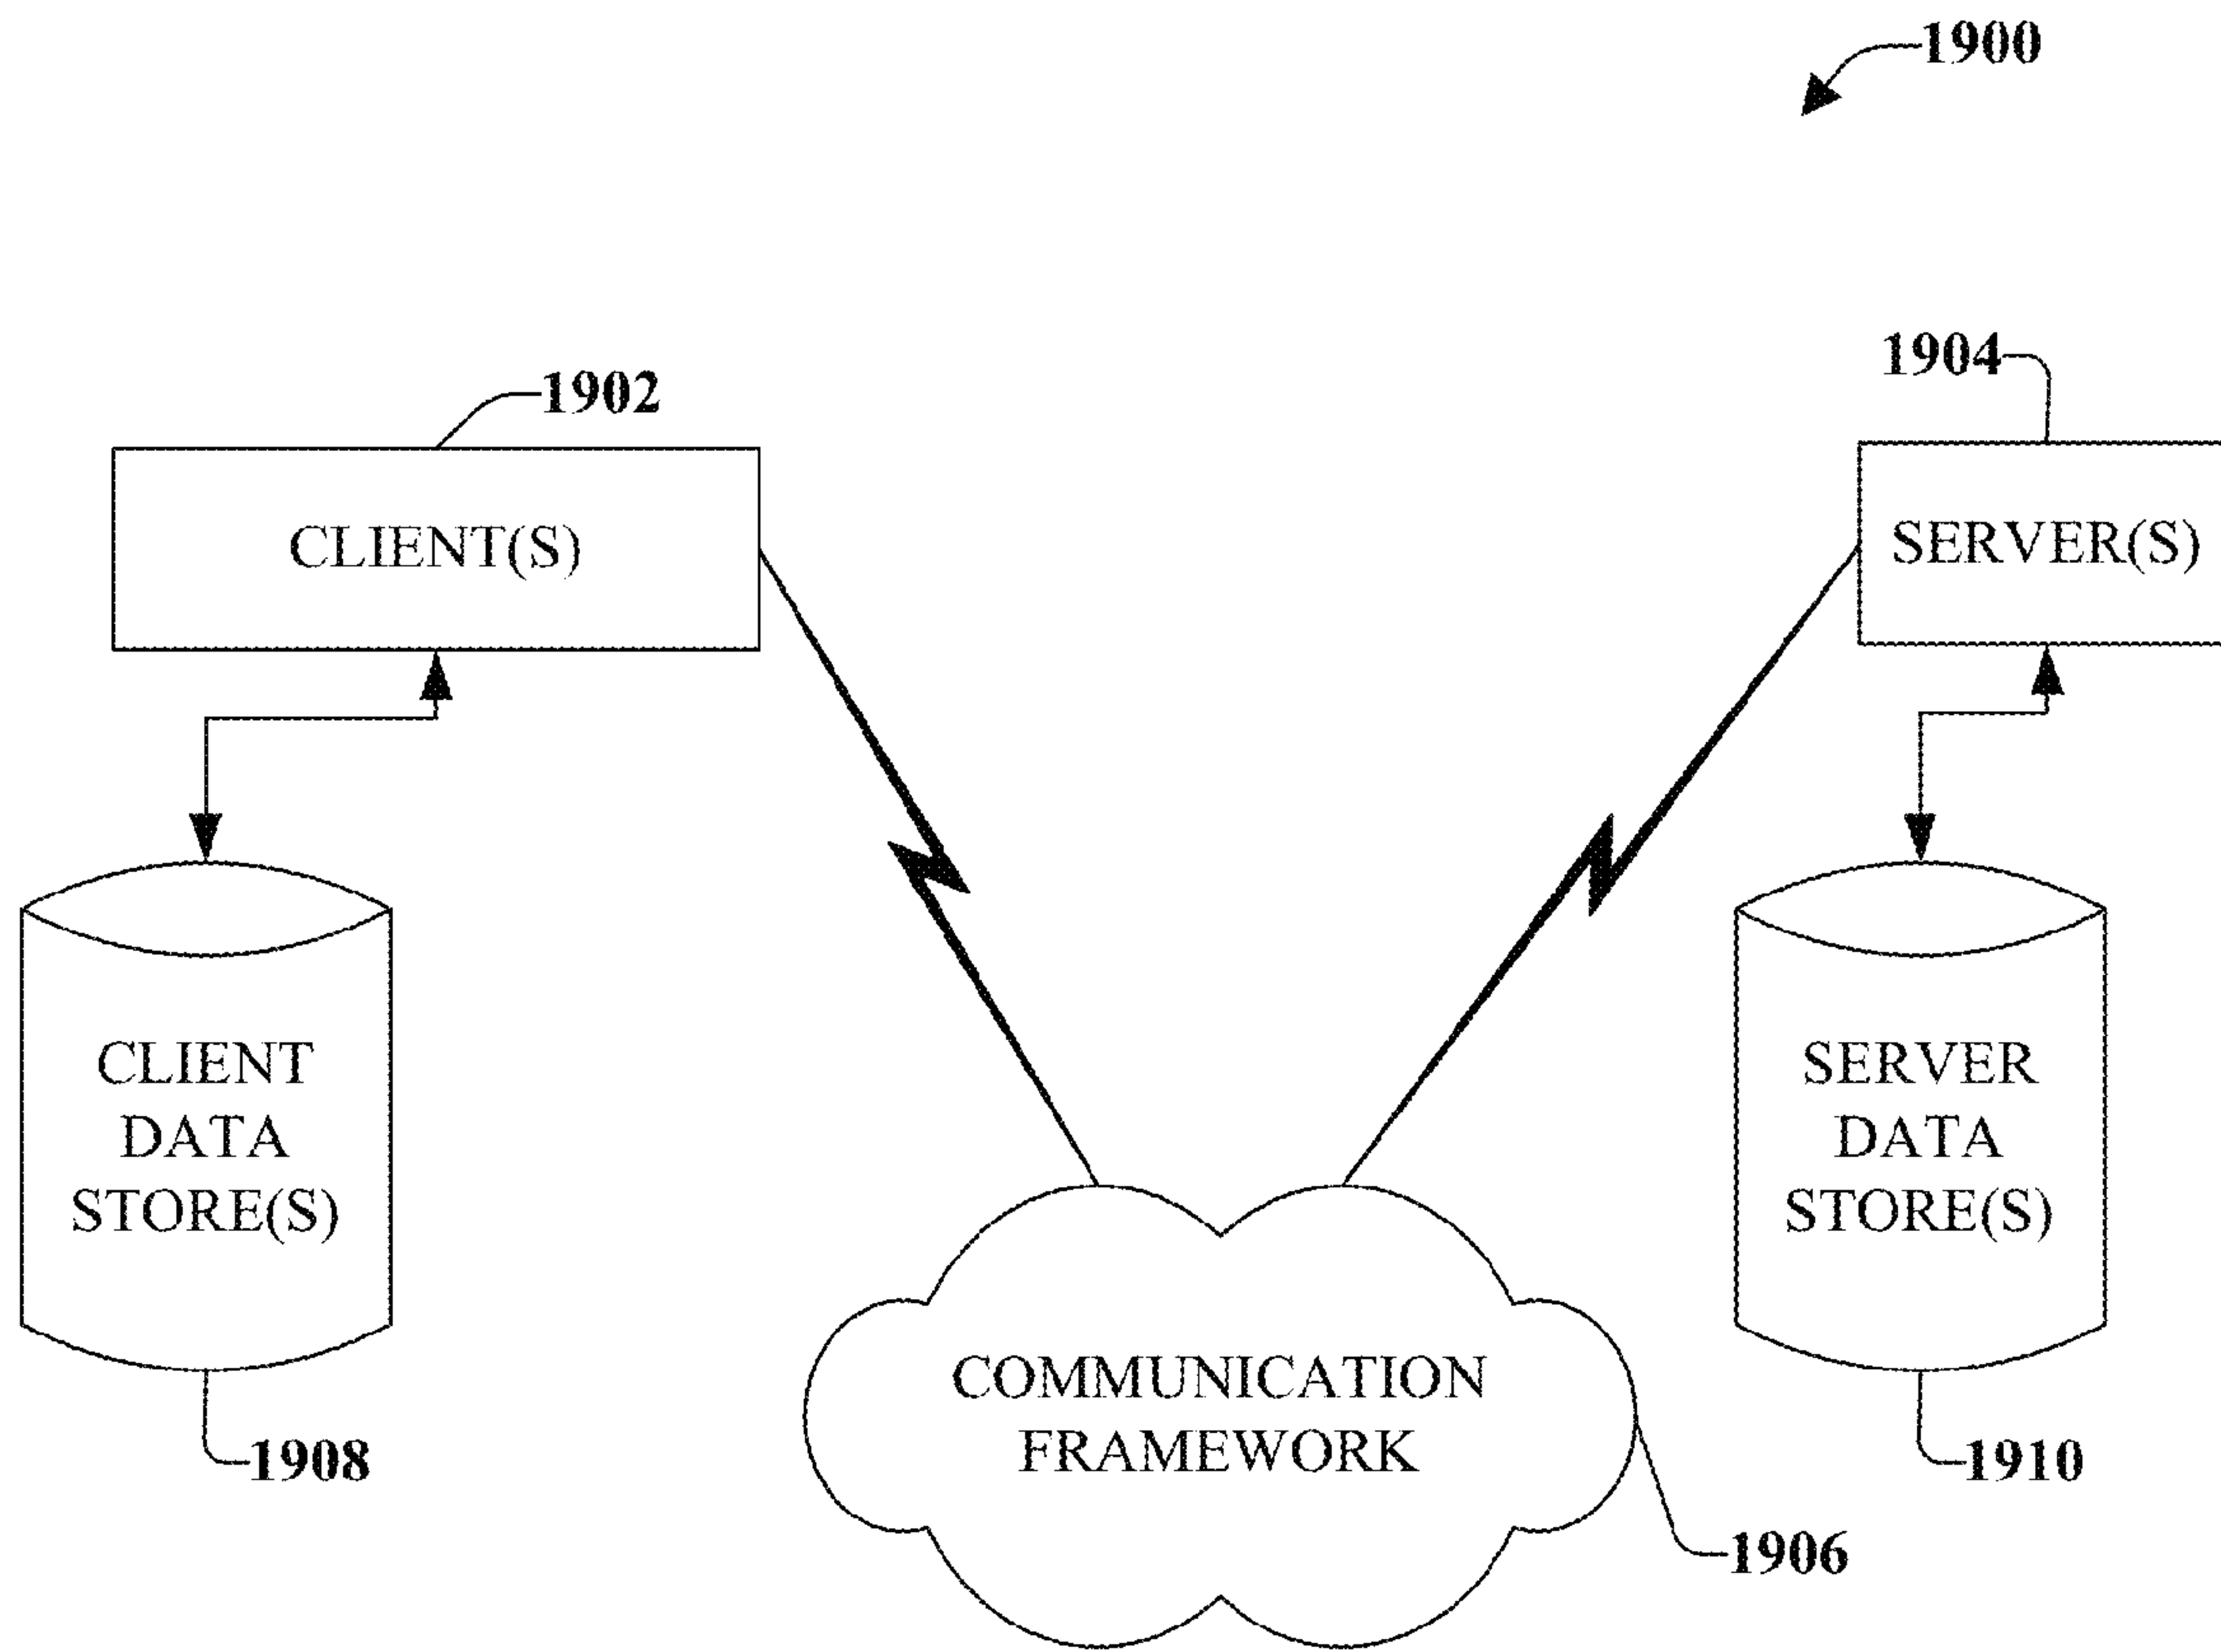 1900
1904
1902
CLIENT(S)
SERVER(S)
CLIENT
DATA
STORE(S)
SERVER
DATA
STORE(S)
COMMUNICATION
FRAMEWORK
1908
1910
1906